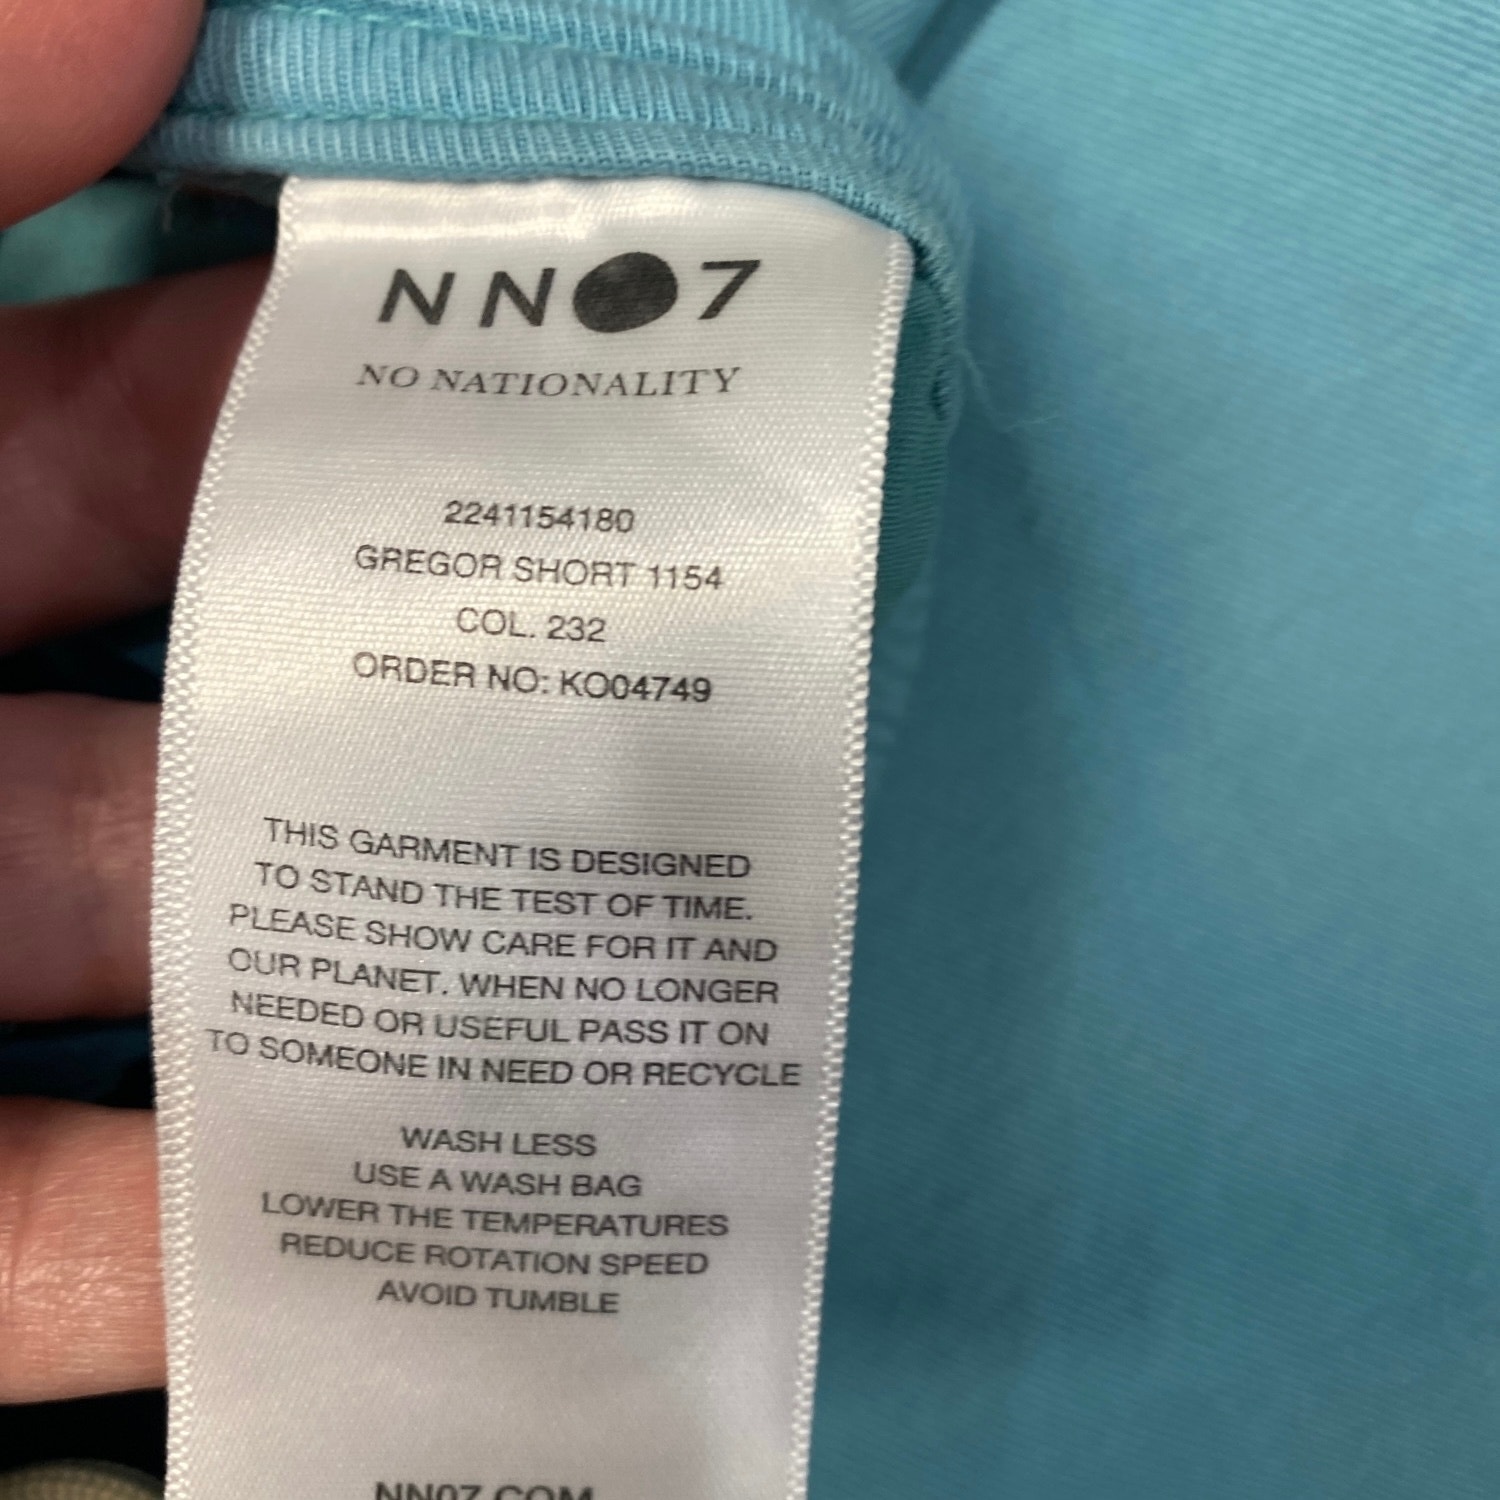 NN07
NO NATIONALITY
2241154180
GREGOR SHORT 1154
COL. 232
ORDER NO: KO04749
THIS GARMENT IS DESIGNED
TO STAND THE TEST OF TIME.
PLEASE SHOW CARE FOR IT AND
OUR PLANET. WHEN NO LONGER
NEEDED OR USEFUL PASS IT ON
TO SOMEONE IN NEED OR RECYCLE
WASH LESS
USE A WASH BAG
LOWER THE TEMPERATURES
REDUCE ROTATION SPEED
AVOID TUMBLE
NN07.COM